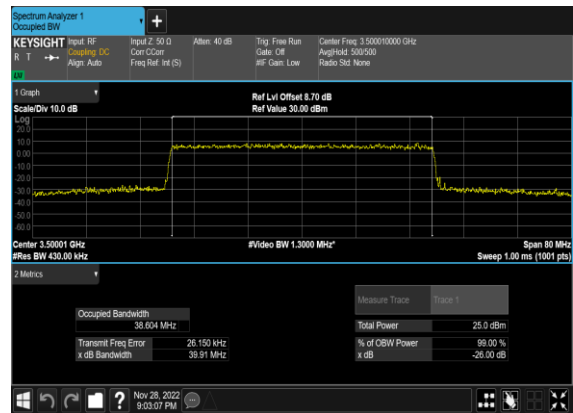 Spectrum Analyzer 1
Occupied BW
KEYSIGHT Input: RF Input Z: 50 Ω Atten: 40 dB Trig: Free Run Center Freq: 3.500010000 GHz
R T Coupling: DC Corr CCorr Gate: Off Avg|Hold: 500/500
Align: Auto Freq Ref: Int (S) #IF Gain: Low Radio Std: None
LU
1 Graph
Ref Lvl Offset 8.70 dB
Scale/Div 10.0 dB Ref Value 30.00 dBm
Log
20.0
10.0
0.00
-10.0
-20.0
-30.0
-40.0
-50.0
-60.0
Center 3.50001 GHz #Video BW 1.3000 MHz* Span 80 MHz
#Res BW 430.00 kHz Sweep 1.00 ms (1001 pts)
2 Metrics
Measure Trace Trace 1
Occupied Bandwidth
38.604 MHz Total Power 25.0 dBm
Transmit Freq Error 26.150 kHz % of OBW Power 99.00 %
x dB Bandwidth 39.91 MHz x dB -26.00 dB
? Nov 28, 2022
9:03:07 PM